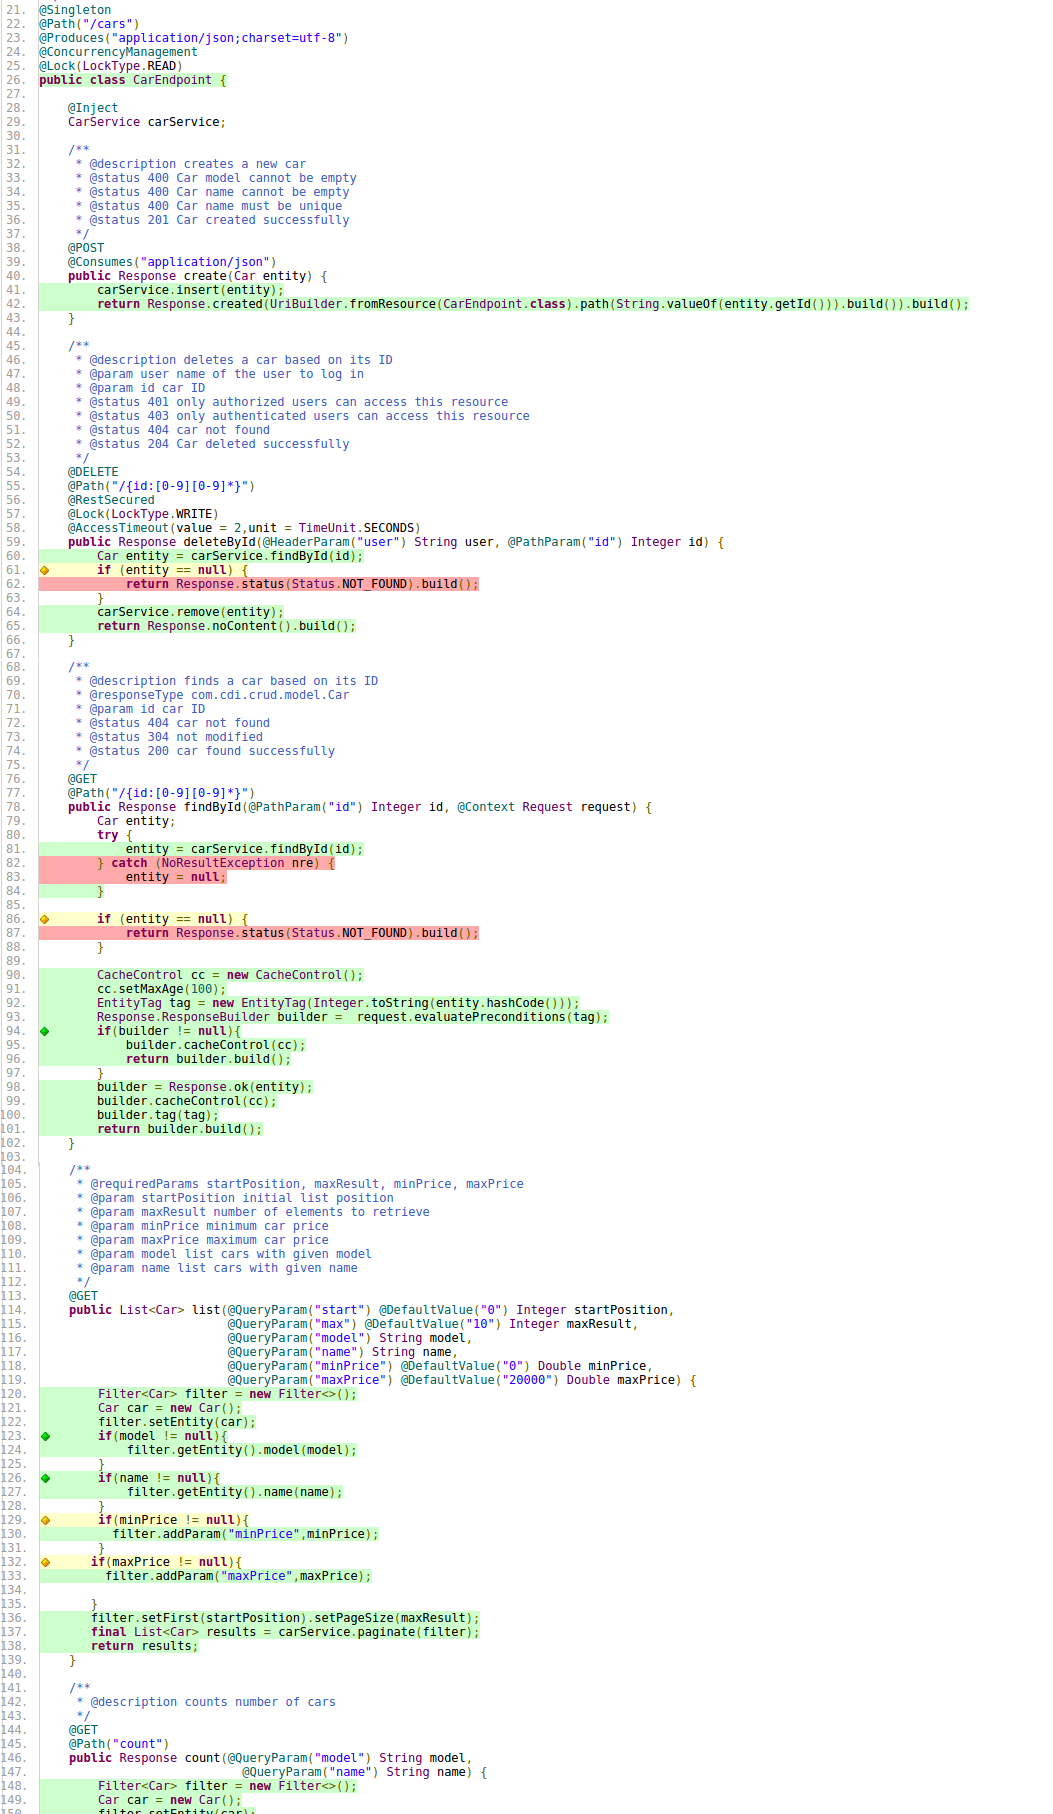 21. @Singleton
22. @Path("/cars")
23. @Produces("application/json;charset=utf-8")
24. @ConcurrencyManagement
25. @Lock(LockType.READ)
26. public class CarEndpoint {
27.
28.     @Inject
29.     CarService carService;
30.
31.     /**
32.      * @description creates a new car
33.      * @status 400 Car model cannot be empty
34.      * @status 400 Car name cannot be empty
35.      * @status 400 Car name must be unique
36.      * @status 201 Car created successfully
37.      */
38.     @POST
39.     @Consumes("application/json")
40.     public Response create(Car entity) {
41.         carService.insert(entity);
42.         return Response.created(UriBuilder.fromResource(CarEndpoint.class).path(String.valueOf(entity.getId())).build()).build();
43.     }
44.
45.     /**
46.      * @description deletes a car based on its ID
47.      * @param user name of the user to log in
48.      * @param id car ID
49.      * @status 401 only authorized users can access this resource
50.      * @status 403 only authenticated users can access this resource
51.      * @status 404 car not found
52.      * @status 204 Car deleted successfully
53.      */
54.     @DELETE
55.     @Path("/{id:[0-9][0-9]*}")
56.     @RestSecured
57.     @Lock(LockType.WRITE)
58.     @AccessTimeout(value = 2,unit = TimeUnit.SECONDS)
59.     public Response deleteById(@HeaderParam("user") String user, @PathParam("id") Integer id) {
60.         Car entity = carService.findById(id);
61.         if (entity == null) {
62.             return Response.status(Status.NOT_FOUND).build();
63.         }
64.         carService.remove(entity);
65.         return Response.noContent().build();
66.     }
67.
68.     /**
69.      * @description finds a car based on its ID
70.      * @responseType com.cdi.crud.model.Car
71.      * @param id car ID
72.      * @status 404 car not found
73.      * @status 304 not modified
74.      * @status 200 car found successfully
75.      */
76.     @GET
77.     @Path("/{id:[0-9][0-9]*}")
78.     public Response findById(@PathParam("id") Integer id, @Context Request request) {
79.         Car entity;
80.         try {
81.             entity = carService.findById(id);
82.         } catch (NoResultException nre) {
83.             entity = null;
84.         }
85.
86.         if (entity == null) {
87.             return Response.status(Status.NOT_FOUND).build();
88.         }
89.
90.         CacheControl cc = new CacheControl();
91.         cc.setMaxAge(100);
92.         EntityTag tag = new EntityTag(Integer.toString(entity.hashCode()));
93.         Response.ResponseBuilder builder =  request.evaluatePreconditions(tag);
94.         if(builder != null){
95.             builder.cacheControl(cc);
96.             return builder.build();
97.         }
98.         builder = Response.ok(entity);
99.         builder.cacheControl(cc);
100.         builder.tag(tag);
101.         return builder.build();
102.     }
103.
104.     /**
105.      * @requiredParams startPosition, maxResult, minPrice, maxPrice
106.      * @param startPosition initial list position
107.      * @param maxResult number of elements to retrieve
108.      * @param minPrice minimum car price
109.      * @param maxPrice maximum car price
110.      * @param model list cars with given model
111.      * @param name list cars with given name
112.      */
113.     @GET
114.     public List<Car> list(@QueryParam("start") @DefaultValue("0") Integer startPosition,
115.                           @QueryParam("max") @DefaultValue("10") Integer maxResult,
116.                           @QueryParam("model") String model,
117.                           @QueryParam("name") String name,
118.                           @QueryParam("minPrice") @DefaultValue("0") Double minPrice,
119.                           @QueryParam("maxPrice") @DefaultValue("20000") Double maxPrice) {
120.         Filter<Car> filter = new Filter<>();
121.         Car car = new Car();
122.         filter.setEntity(car);
123.         if(model != null){
124.             filter.getEntity().model(model);
125.         }
126.         if(name != null){
127.             filter.getEntity().name(name);
128.         }
129.         if(minPrice != null){
130.           filter.addParam("minPrice",minPrice);
131.         }
132.        if(maxPrice != null){
133.          filter.addParam("maxPrice",maxPrice);
134.
135.        }
136.        filter.setFirst(startPosition).setPageSize(maxResult);
137.        final List<Car> results = carService.paginate(filter);
138.        return results;
139.     }
140.
141.     /**
142.      * @description counts number of cars
143.      */
144.     @GET
145.     @Path("count")
146.     public Response count(@QueryParam("model") String model,
147.                             @QueryParam("name") String name) {
148.         Filter<Car> filter = new Filter<>();
149.         Car car = new Car();
150.         filter.setEntity(car);